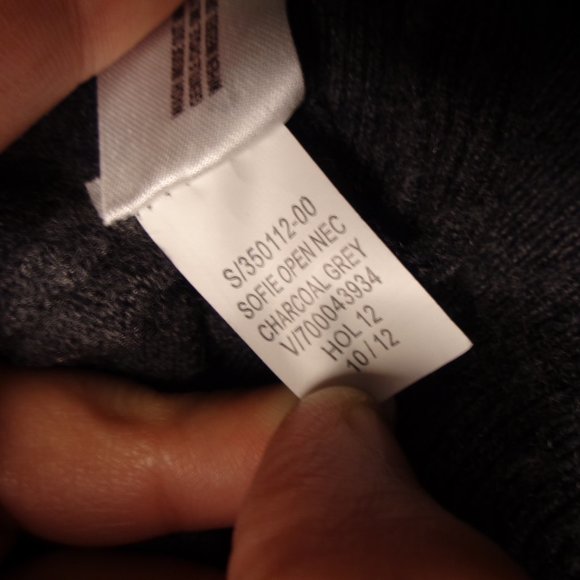 S/350112-00
SOFIE OPEN NEC
CHARCOAL GREY
V/700043934
HOL 12
10/12